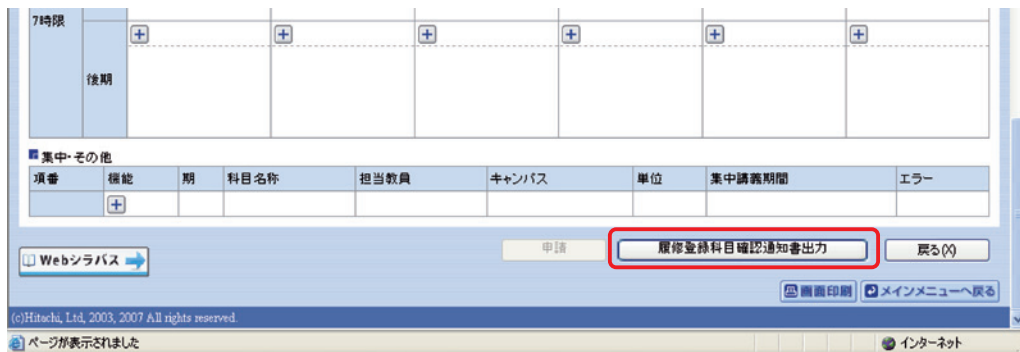 7時限
後期
集中・その他
項番 機能 期 科目名称 担当教員 キャンパス 単位 集中講義期間 エラー
Webシラバス
申請 履修登録科目確認通知書出力 戻る(X)
画面印刷 メインメニューへ戻る
(c)Hitachi, Ltd, 2003, 2007 All rights reserved.
ページが表示されました インターネット